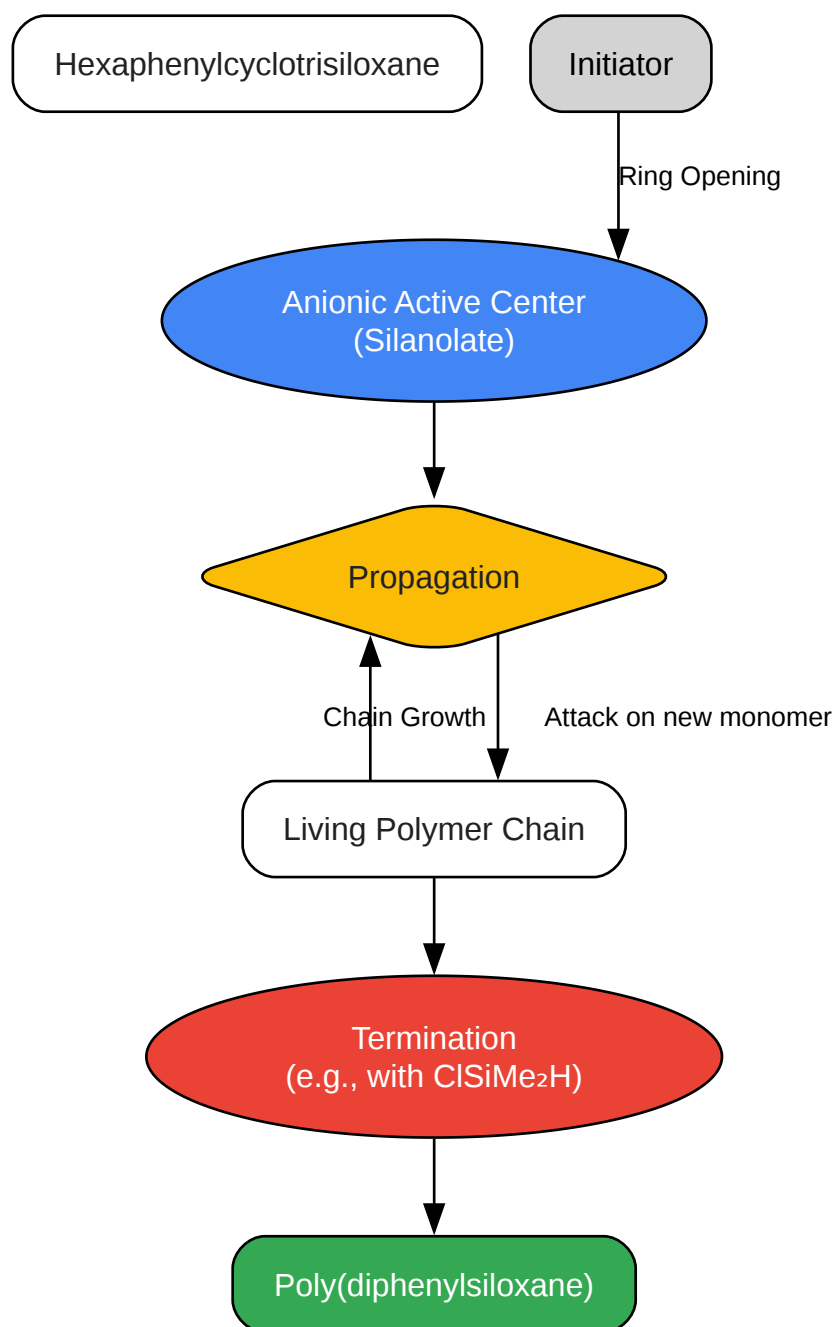 Hexaphenylcyclotrisiloxane
Initiator
Ring Opening
Anionic Active Center
(Silanolate)
Propagation
Chain Growth
Attack on new monomer
Living Polymer Chain
Termination
(e.g., with ClSiMe₂H)
Poly(diphenylsiloxane)